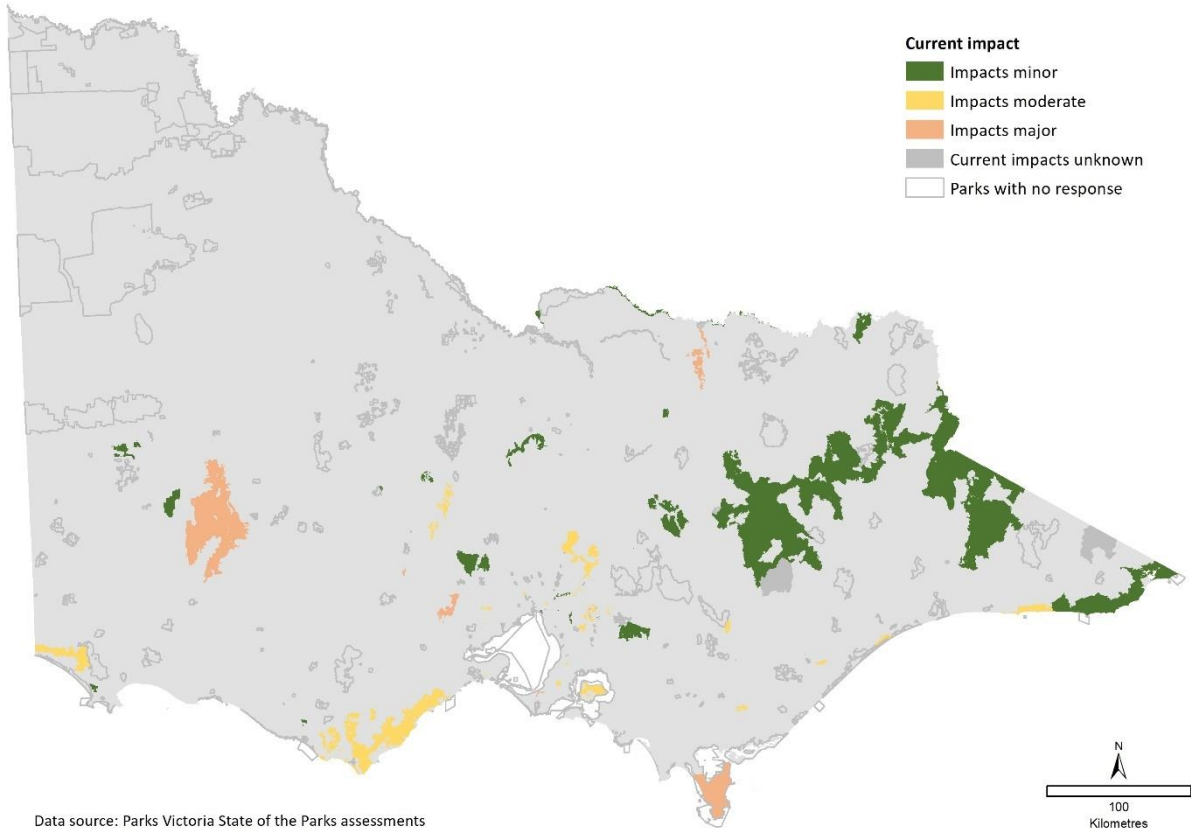 Current impact
Impacts minor
Impacts moderate
Impacts major
Current impacts unknown
Parks with no response
N
100
Kilometres
Data source: Parks Victoria State of the Parks assessments